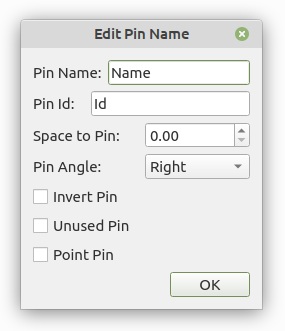 Edit Pin Name
Pin Name: Name
Pin Id: Id
Space to Pin: 0.00
Pin Angle: Right
Invert Pin
Unused Pin
Point Pin
OK